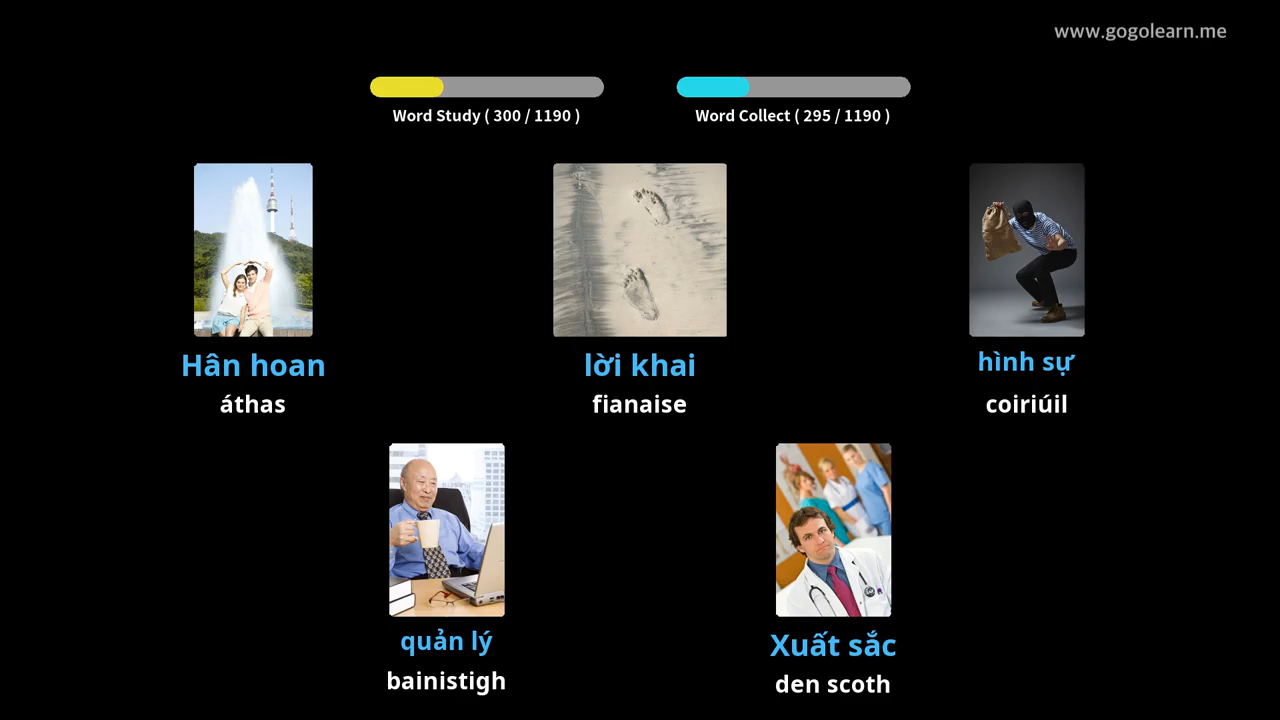 www.gogolearn.me
Word Study ( 300 / 1190 )
Word Collect ( 295 / 1190 )
Hân hoan
áthas
lời khai
fianaise
hình sự
coiriúil
quản lý
bainistigh
Xuất sắc
den scoth